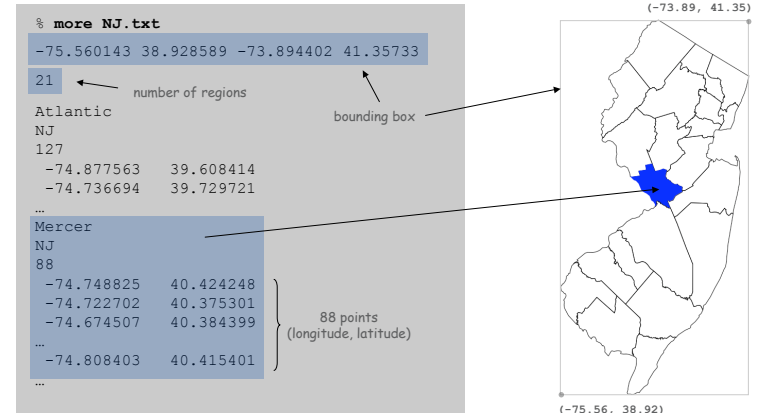 % more NJ.txt
-75.560143 38.928589 -73.894402 41.35733
21
number of regions
bounding box
Atlantic
NJ
127
-74.877563 39.608414
-74.736694 39.729721
…
Mercer
NJ
88
-74.748825 40.424248
-74.722702 40.375301
-74.674507 40.384399
…
-74.808403 40.415401
…
88 points
(longitude, latitude)
(-73.89, 41.35)
(-75.56, 38.92)